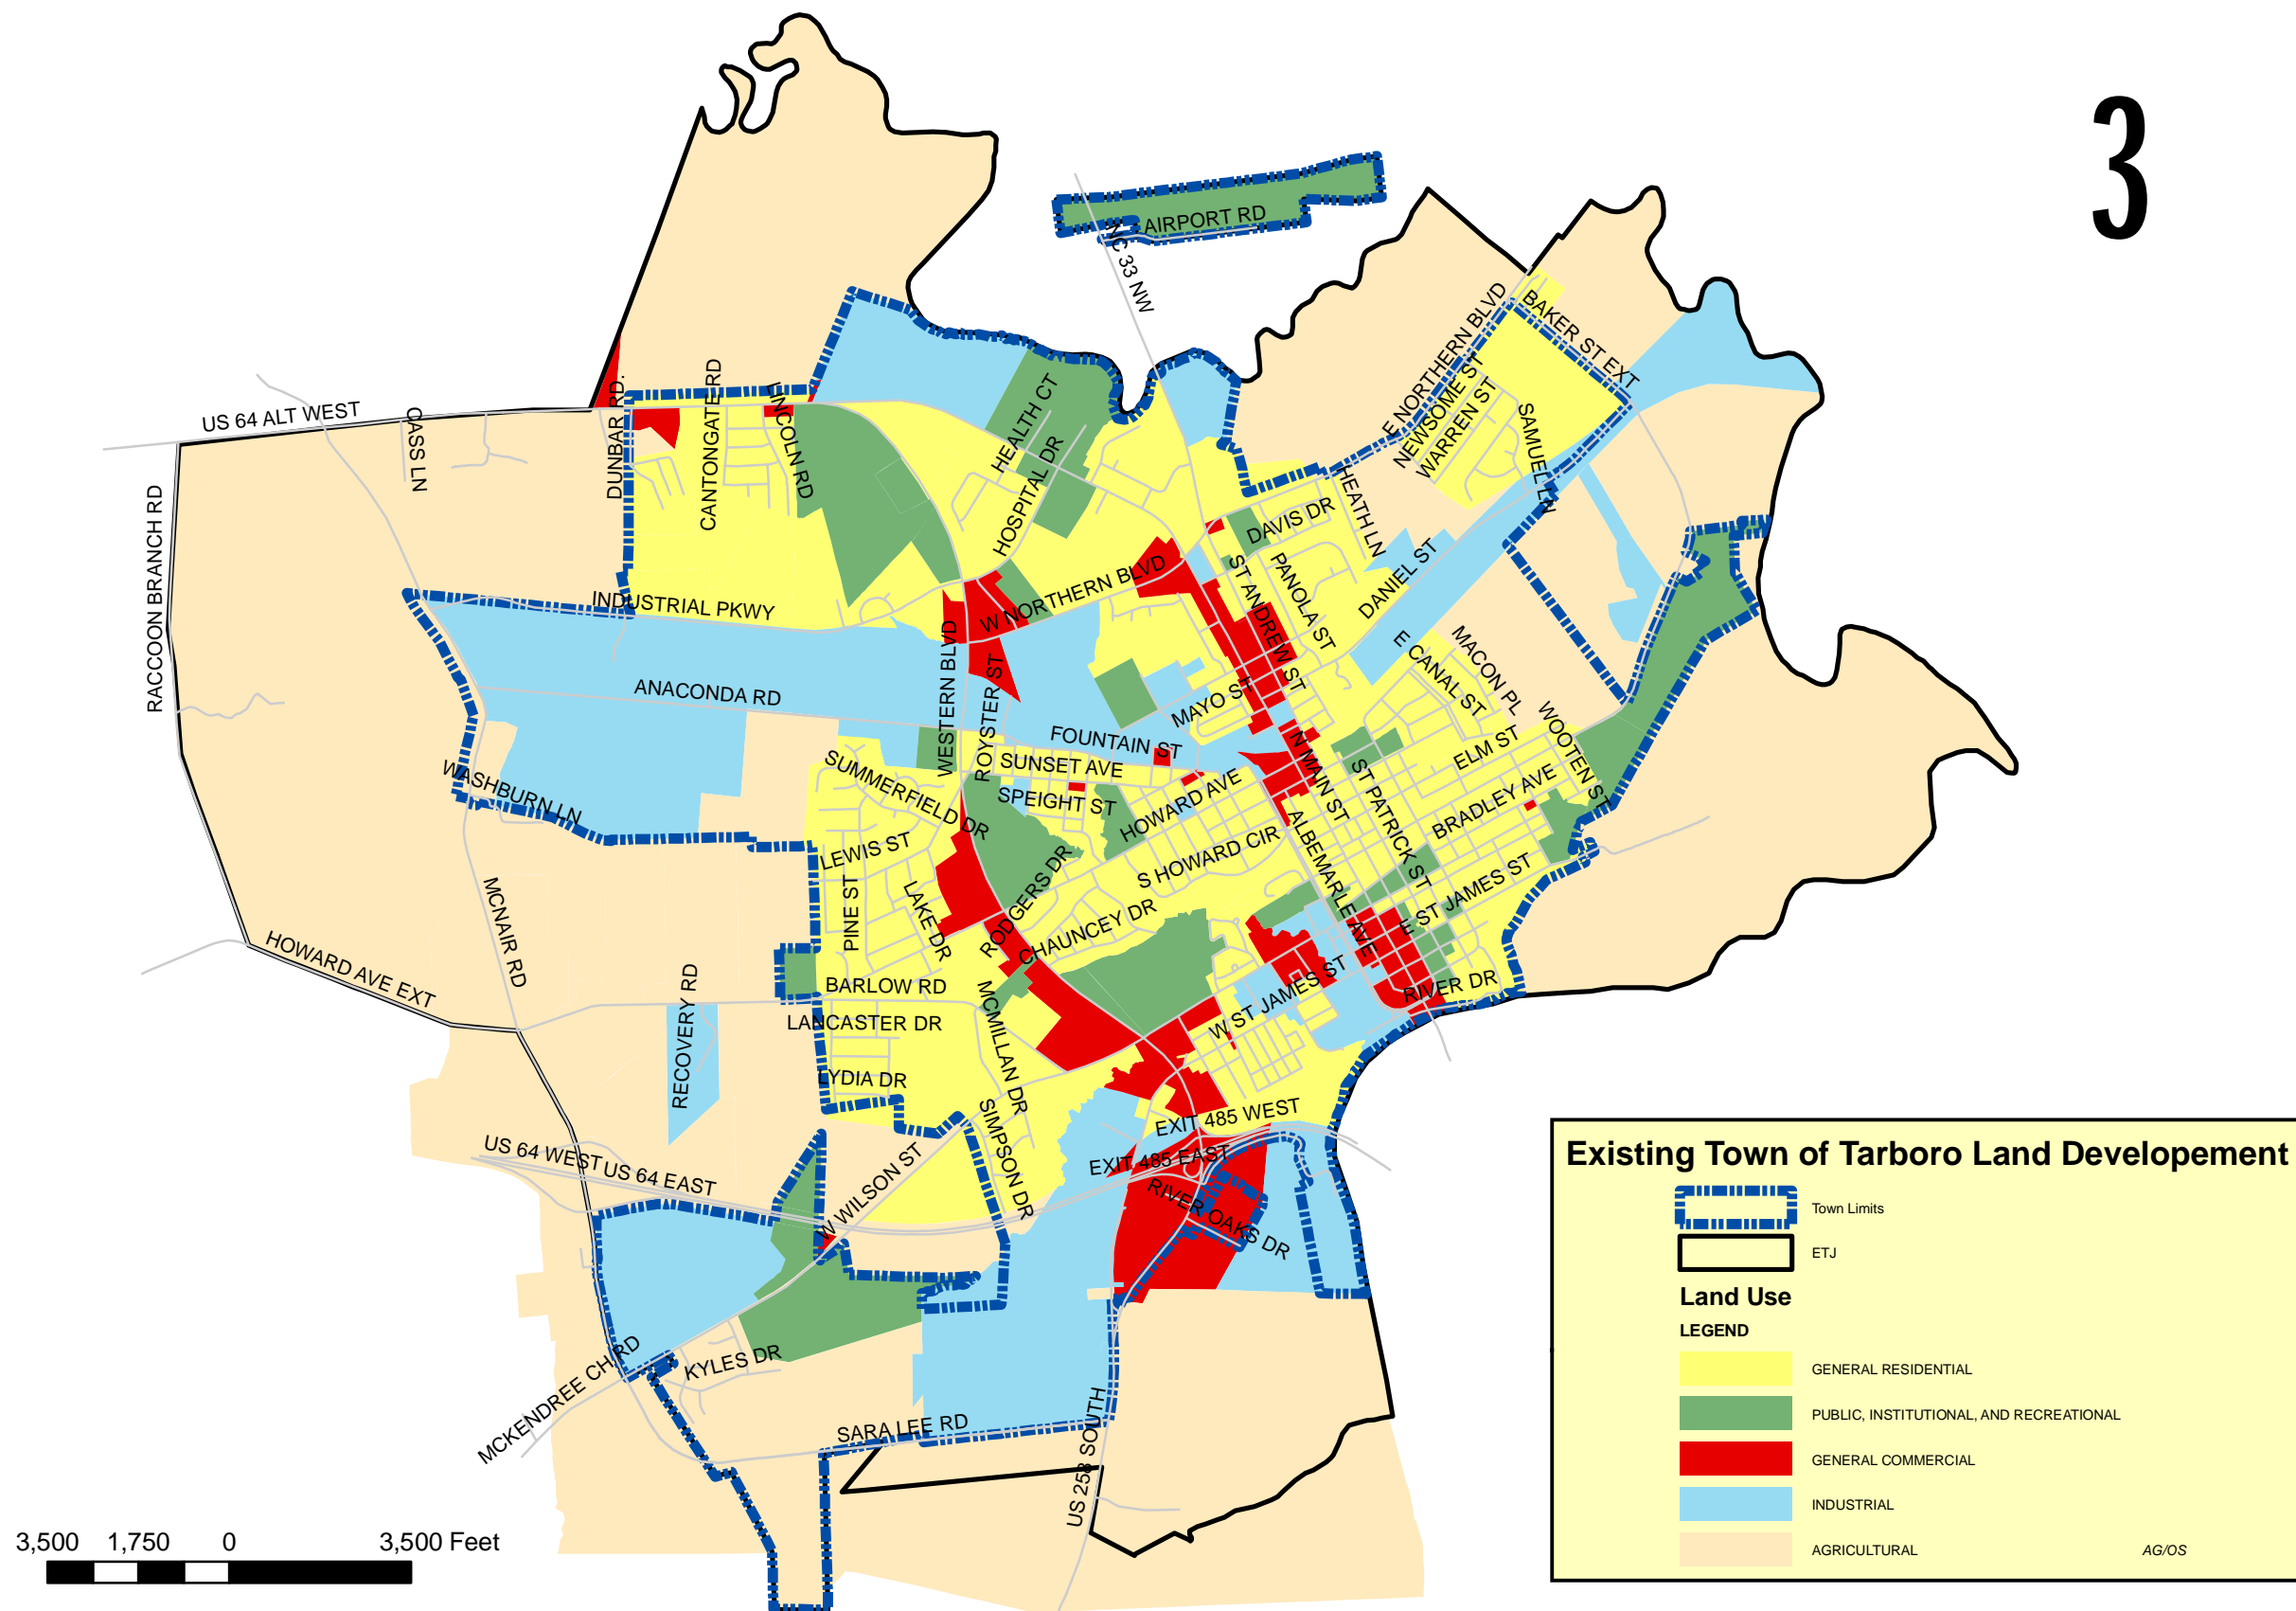 3
AIRPORT RD
NC 33 NW
E NORTHERN BLVD
BAKER ST EXT
NEWSOME ST
WARREN ST
SAMUEL LN
US 64 ALT WEST
CASS LN
DUNBAR RD.
CANTONGATE RD
LINCOLN RD
HEALTH CT
HOSPITAL DR
HEATH LN
DAVIS DR
RACCOON BRANCH RD
INDUSTRIAL PKWY
W NORTHERN BLVD
ST ANDREW ST
PANOLA ST
DANIEL ST
E CANAL ST
MACON PL
ANACONDA RD
WESTERN BLVD
ROYSTER ST
MAYO ST
FOUNTAIN ST
SUNSET AVE
N MAIN ST
ELM ST
WOOTEN ST
WASHBURN LN
SUMMERFIELD DR
SPEIGHT ST
HOWARD AVE
ST PATRICK ST
BRADLEY AVE
LEWIS ST
S HOWARD CIR
ALBEMARLE AVE
E ST JAMES ST
MCNAIR RD
PINE ST
LAKE DR
RODGERS DR
CHAUNCEY DR
HOWARD AVE EXT
RECOVERY RD
BARLOW RD
LANCASTER DR
MCMILLAN DR
W ST JAMES ST
RIVER DR
LYDIA DR
SIMPSON DR
EXIT 485 WEST
EXIT 485 EAST
US 64 WEST
US 64 EAST
W WILSON ST
RIVER OAKS DR
KYLES DR
MCKENDREE CH RD
SARA LEE RD
US 258 SOUTH
3,500 1,750 0 3,500 Feet
Existing Town of Tarboro Land Developement
Town Limits
ETJ
Land Use
LEGEND
GENERAL RESIDENTIAL
PUBLIC, INSTITUTIONAL, AND RECREATIONAL
GENERAL COMMERCIAL
INDUSTRIAL
AGRICULTURAL AG/OS